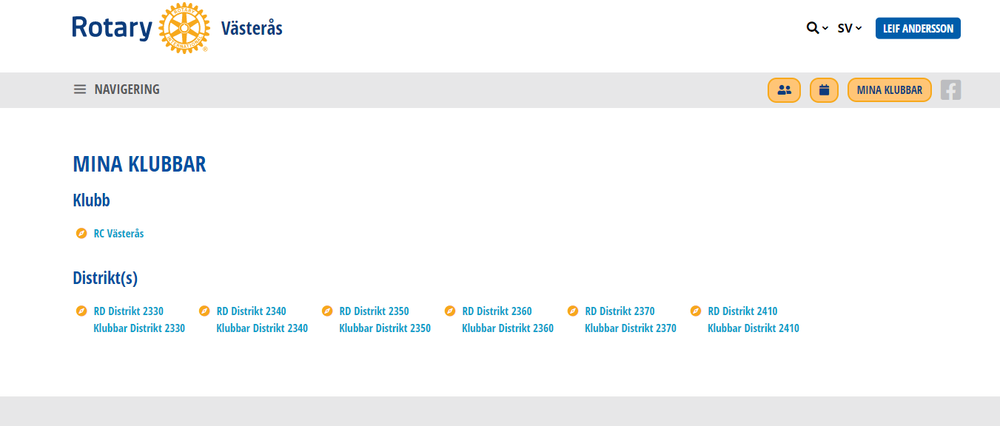 Rotary
ROTARY
INTERNATIONAL
®
Västerås
SV
LEIF ANDERSSON
NAVIGERING
MINA KLUBBAR
MINA KLUBBAR
Klubb
RC Västerås
Distrikt(s)
RD Distrikt 2330 RD Distrikt 2340 RD Distrikt 2350 RD Distrikt 2360 RD Distrikt 2370 RD Distrikt 2410
Klubbar Distrikt 2330 Klubbar Distrikt 2340 Klubbar Distrikt 2350 Klubbar Distrikt 2360 Klubbar Distrikt 2370 Klubbar Distrikt 2410